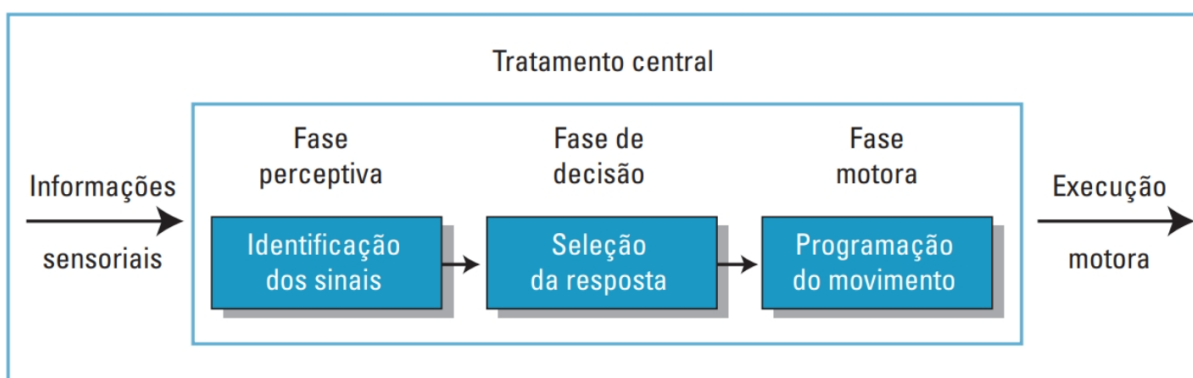 Tratamento central
Fase
perceptiva
Fase de
decisão
Fase
motora
Informações
sensoriais
Identificação
dos sinais
Seleção
da resposta
Programação
do movimento
Execução
motora